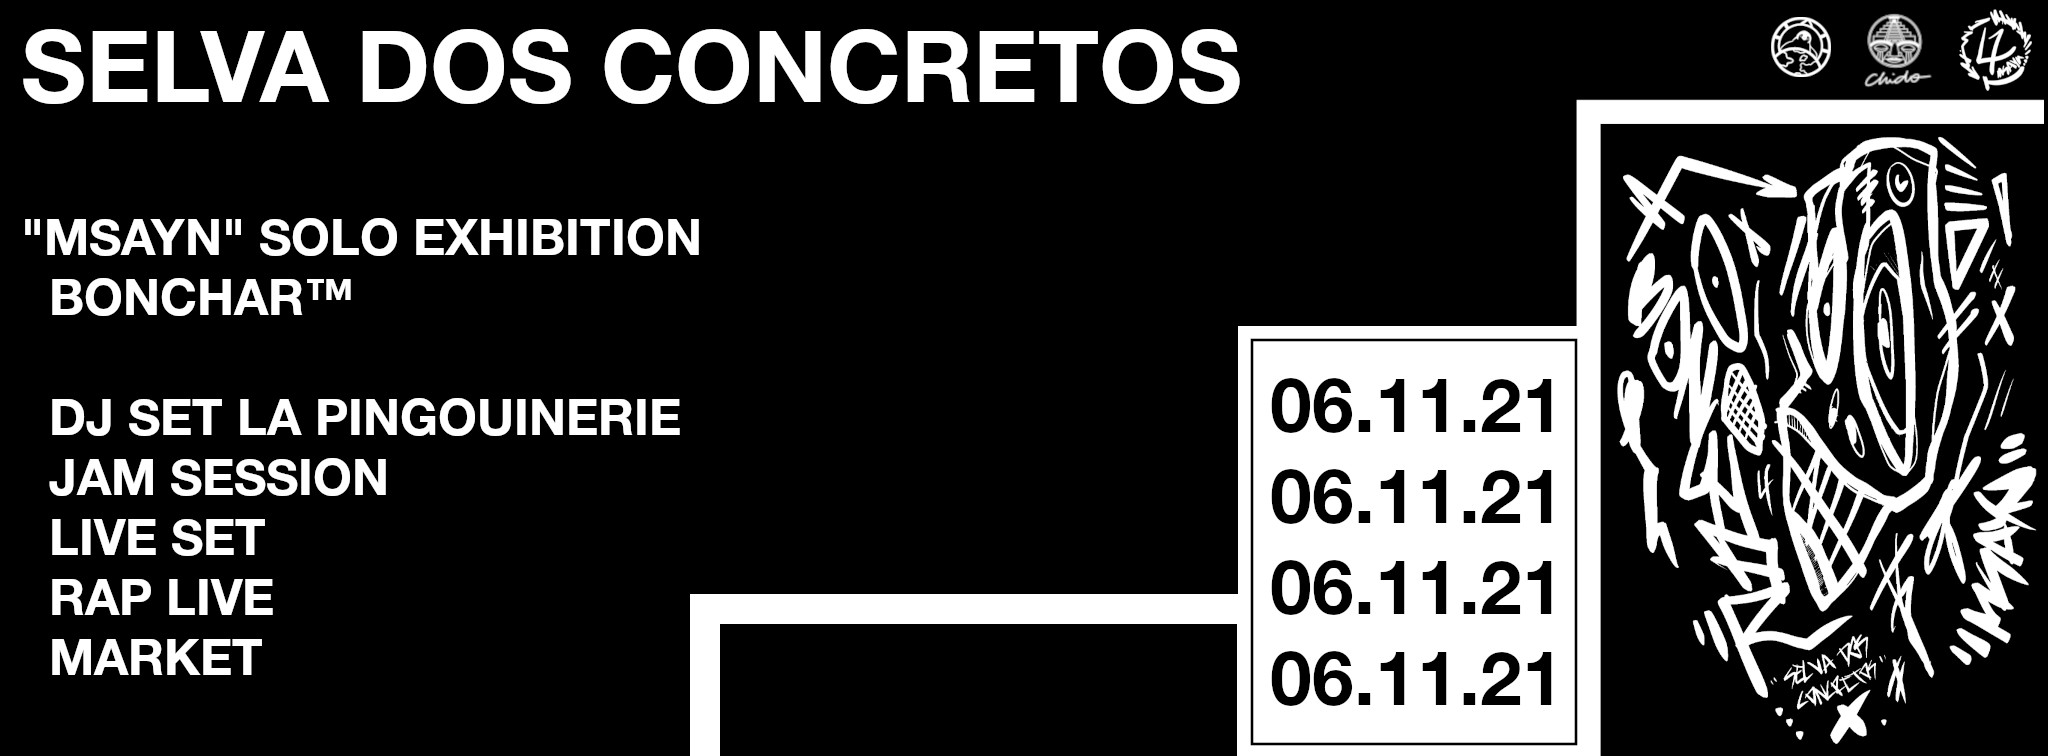 SELVA DOS CONCRETOS
Chido
"MSAYN" SOLO EXHIBITION
BONCHAR™
DJ SET LA PINGOUINERIE
JAM SESSION
LIVE SET
RAP LIVE
MARKET
06.11.21
06.11.21
06.11.21
06.11.21
"SELVA DOS
CONCRETOS"